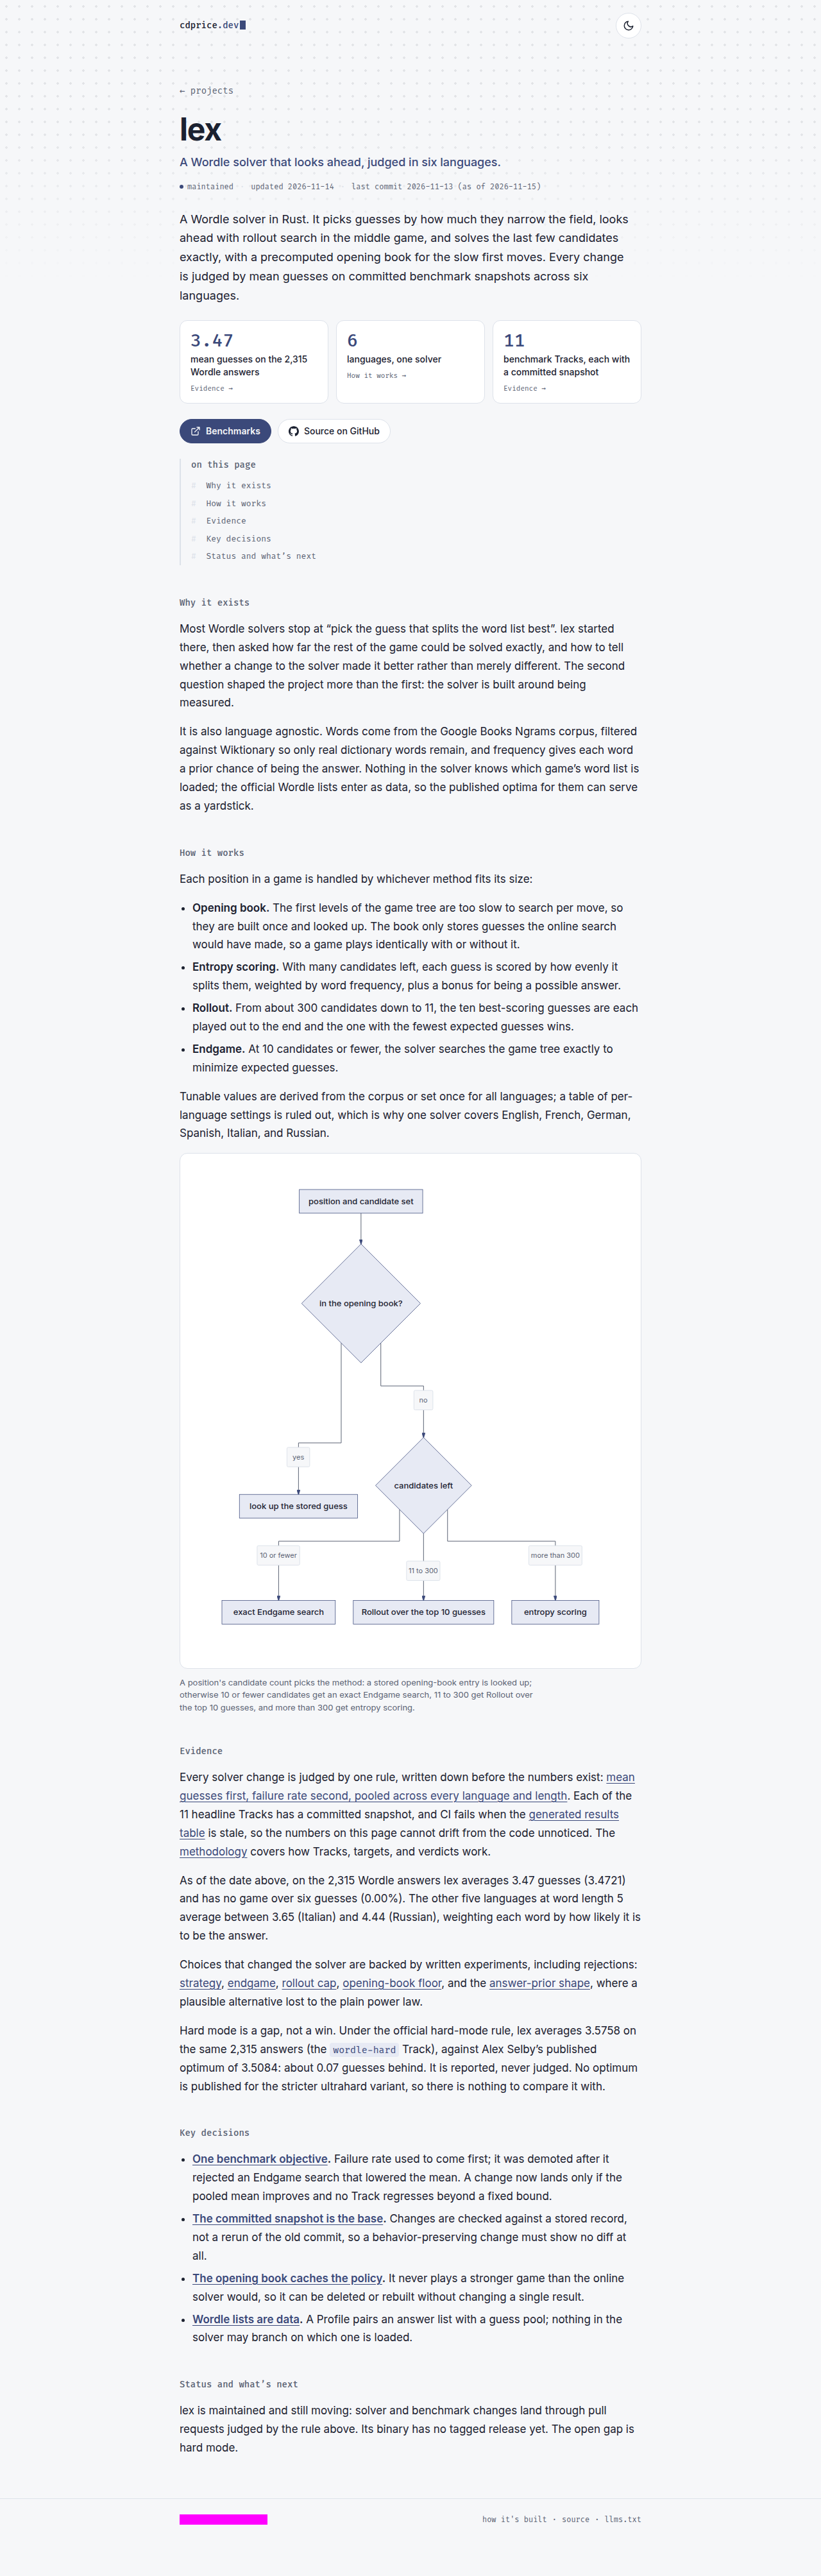 cdprice.dev
← projects
lex
A Wordle solver that looks ahead, judged in six languages.
maintained updated 2026-11-14 last commit 2026-11-13 (as of 2026-11-15)
A Wordle solver in Rust. It picks guesses by how much they narrow the field, looks
ahead with rollout search in the middle game, and solves the last few candidates
exactly, with a precomputed opening book for the slow first moves. Every change
is judged by mean guesses on committed benchmark snapshots across six
languages.
3.47
mean guesses on the 2,315
Wordle answers
Evidence →
6
languages, one solver
How it works →
11
benchmark Tracks, each with
a committed snapshot
Evidence →
Benchmarks
Source on GitHub
on this page
# Why it exists
# How it works
# Evidence
# Key decisions
# Status and what's next
Why it exists
Most Wordle solvers stop at “pick the guess that splits the word list best”. lex started
there, then asked how far the rest of the game could be solved exactly, and how to tell
whether a change to the solver made it better rather than merely different. The second
question shaped the project more than the first: the solver is built around being
measured.
It is also language agnostic. Words come from the Google Books Ngrams corpus, filtered
against Wiktionary so only real dictionary words remain, and frequency gives each word
a prior chance of being the answer. Nothing in the solver knows which game’s word list is
loaded; the official Wordle lists enter as data, so the published optima for them can serve
as a yardstick.
How it works
Each position in a game is handled by whichever method fits its size:
• Opening book. The first levels of the game tree are too slow to search per move, so
they are built once and looked up. The book only stores guesses the online search
would have made, so a game plays identically with or without it.
• Entropy scoring. With many candidates left, each guess is scored by how evenly it
splits them, weighted by word frequency, plus a bonus for being a possible answer.
• Rollout. From about 300 candidates down to 11, the ten best-scoring guesses are each
played out to the end and the one with the fewest expected guesses wins.
• Endgame. At 10 candidates or fewer, the solver searches the game tree exactly to
minimize expected guesses.
Tunable values are derived from the corpus or set once for all languages; a table of per-
language settings is ruled out, which is why one solver covers English, French, German,
Spanish, Italian, and Russian.
position and candidate set
in the opening book?
no
yes
candidates left
look up the stored guess
10 or fewer
11 to 300
more than 300
exact Endgame search
Rollout over the top 10 guesses
entropy scoring
A position's candidate count picks the method: a stored opening-book entry is looked up;
otherwise 10 or fewer candidates get an exact Endgame search, 11 to 300 get Rollout over
the top 10 guesses, and more than 300 get entropy scoring.
Evidence
Every solver change is judged by one rule, written down before the numbers exist: mean
guesses first, failure rate second, pooled across every language and length. Each of the
11 headline Tracks has a committed snapshot, and CI fails when the generated results
table is stale, so the numbers on this page cannot drift from the code unnoticed. The
methodology covers how Tracks, targets, and verdicts work.
As of the date above, on the 2,315 Wordle answers lex averages 3.47 guesses (3.4721)
and has no game over six guesses (0.00%). The other five languages at word length 5
average between 3.65 (Italian) and 4.44 (Russian), weighting each word by how likely it is
to be the answer.
Choices that changed the solver are backed by written experiments, including rejections:
strategy, endgame, rollout cap, opening-book floor, and the answer-prior shape, where a
plausible alternative lost to the plain power law.
Hard mode is a gap, not a win. Under the official hard-mode rule, lex averages 3.5758 on
the same 2,315 answers (the wordle-hard Track), against Alex Selby’s published
optimum of 3.5084: about 0.07 guesses behind. It is reported, never judged. No optimum
is published for the stricter ultrahard variant, so there is nothing to compare it with.
Key decisions
• One benchmark objective. Failure rate used to come first; it was demoted after it
rejected an Endgame search that lowered the mean. A change now lands only if the
pooled mean improves and no Track regresses beyond a fixed bound.
• The committed snapshot is the base. Changes are checked against a stored record,
not a rerun of the old commit, so a behavior-preserving change must show no diff at
all.
• The opening book caches the policy. It never plays a stronger game than the online
solver would, so it can be deleted or rebuilt without changing a single result.
• Wordle lists are data. A Profile pairs an answer list with a guess pool; nothing in the
solver may branch on which one is loaded.
Status and what’s next
lex is maintained and still moving: solver and benchmark changes land through pull
requests judged by the rule above. Its binary has no tagged release yet. The open gap is
hard mode.
how it’s built · source · llms.txt